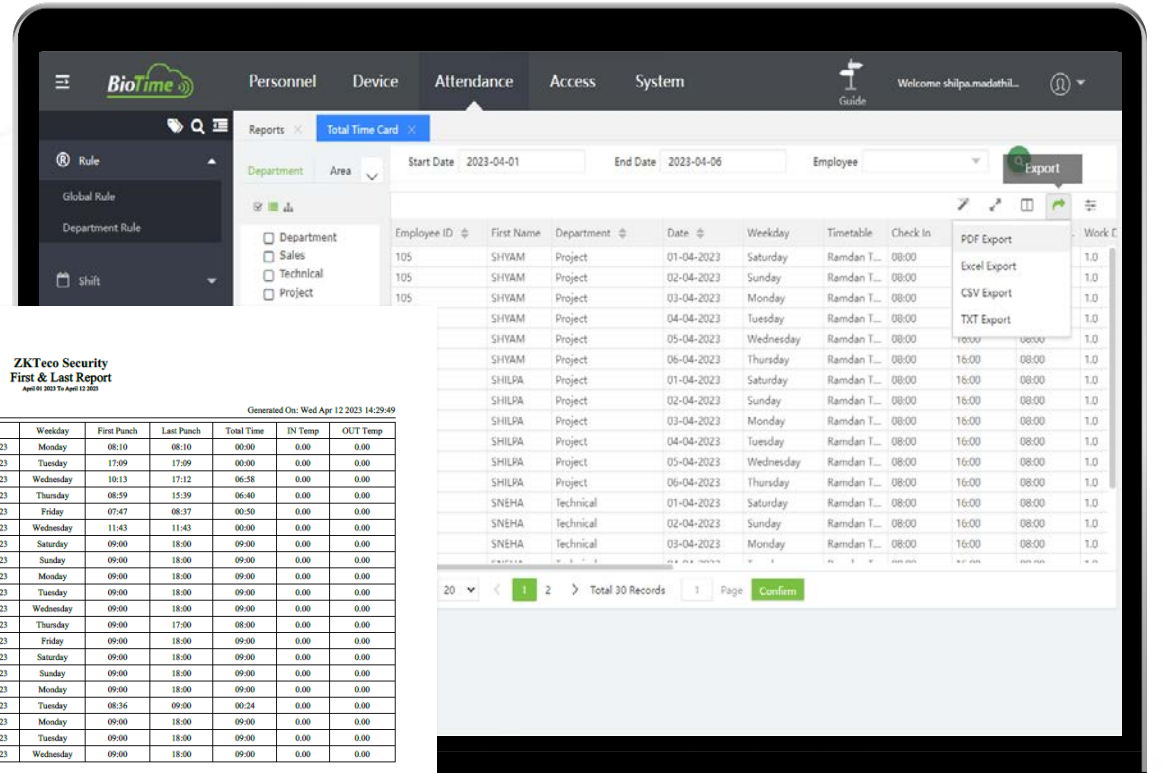 BioTime
Personnel Device Attendance Access System
Guide
Welcome shilpa.madathil...
Reports Total Time Card
Rule
Global Rule
Department Rule
Shift
Department Area
Department
Sales
Technical
Project
Start Date 2023-04-01 End Date 2023-04-06 Employee
Export
PDF Export
Excel Export
CSV Export
TXT Export
Employee ID First Name Department Date Weekday Timetable Check In Work D
105 SHYAM Project 01-04-2023 Saturday Ramdan T... 08:00 1.0
105 SHYAM Project 02-04-2023 Sunday Ramdan T... 08:00 1.0
105 SHYAM Project 03-04-2023 Monday Ramdan T... 08:00 1.0
SHYAM Project 04-04-2023 Tuesday Ramdan T... 08:00 1.0
SHYAM Project 05-04-2023 Wednesday Ramdan T... 08:00 16:00 08:00 1.0
SHYAM Project 06-04-2023 Thursday Ramdan T... 08:00 16:00 08:00 1.0
SHILPA Project 01-04-2023 Saturday Ramdan T... 08:00 16:00 08:00 1.0
SHILPA Project 02-04-2023 Sunday Ramdan T... 08:00 16:00 08:00 1.0
SHILPA Project 03-04-2023 Monday Ramdan T... 08:00 16:00 08:00 1.0
SHILPA Project 04-04-2023 Tuesday Ramdan T... 08:00 16:00 08:00 1.0
SHILPA Project 05-04-2023 Wednesday Ramdan T... 08:00 16:00 08:00 1.0
SHILPA Project 06-04-2023 Thursday Ramdan T... 08:00 16:00 08:00 1.0
SNEHA Technical 01-04-2023 Saturday Ramdan T... 08:00 16:00 08:00 1.0
SNEHA Technical 02-04-2023 Sunday Ramdan T... 08:00 16:00 08:00 1.0
SNEHA Technical 03-04-2023 Monday Ramdan T... 08:00 16:00 08:00 1.0
20 1 2 Total 30 Records 1 Page Confirm
ZKTeco Security
First & Last Report
April 01 2023 To April 12 2023
Generated On: Wed Apr 12 2023 14:29:49
Weekday First Punch Last Punch Total Time IN Temp OUT Temp
23 Monday 08:10 08:10 00:00 0.00 0.00
23 Tuesday 17:09 17:09 00:00 0.00 0.00
23 Wednesday 10:13 17:12 06:58 0.00 0.00
23 Thursday 08:59 15:39 06:40 0.00 0.00
23 Friday 07:47 08:37 00:50 0.00 0.00
23 Wednesday 11:43 11:43 00:00 0.00 0.00
23 Saturday 09:00 18:00 09:00 0.00 0.00
23 Sunday 09:00 18:00 09:00 0.00 0.00
23 Monday 09:00 18:00 09:00 0.00 0.00
23 Tuesday 09:00 18:00 09:00 0.00 0.00
23 Wednesday 09:00 18:00 09:00 0.00 0.00
23 Thursday 09:00 17:00 08:00 0.00 0.00
23 Friday 09:00 18:00 09:00 0.00 0.00
23 Saturday 09:00 18:00 09:00 0.00 0.00
23 Sunday 09:00 18:00 09:00 0.00 0.00
23 Monday 09:00 18:00 09:00 0.00 0.00
23 Tuesday 08:36 09:00 00:24 0.00 0.00
23 Monday 09:00 18:00 09:00 0.00 0.00
23 Tuesday 09:00 18:00 09:00 0.00 0.00
23 Wednesday 09:00 18:00 09:00 0.00 0.00